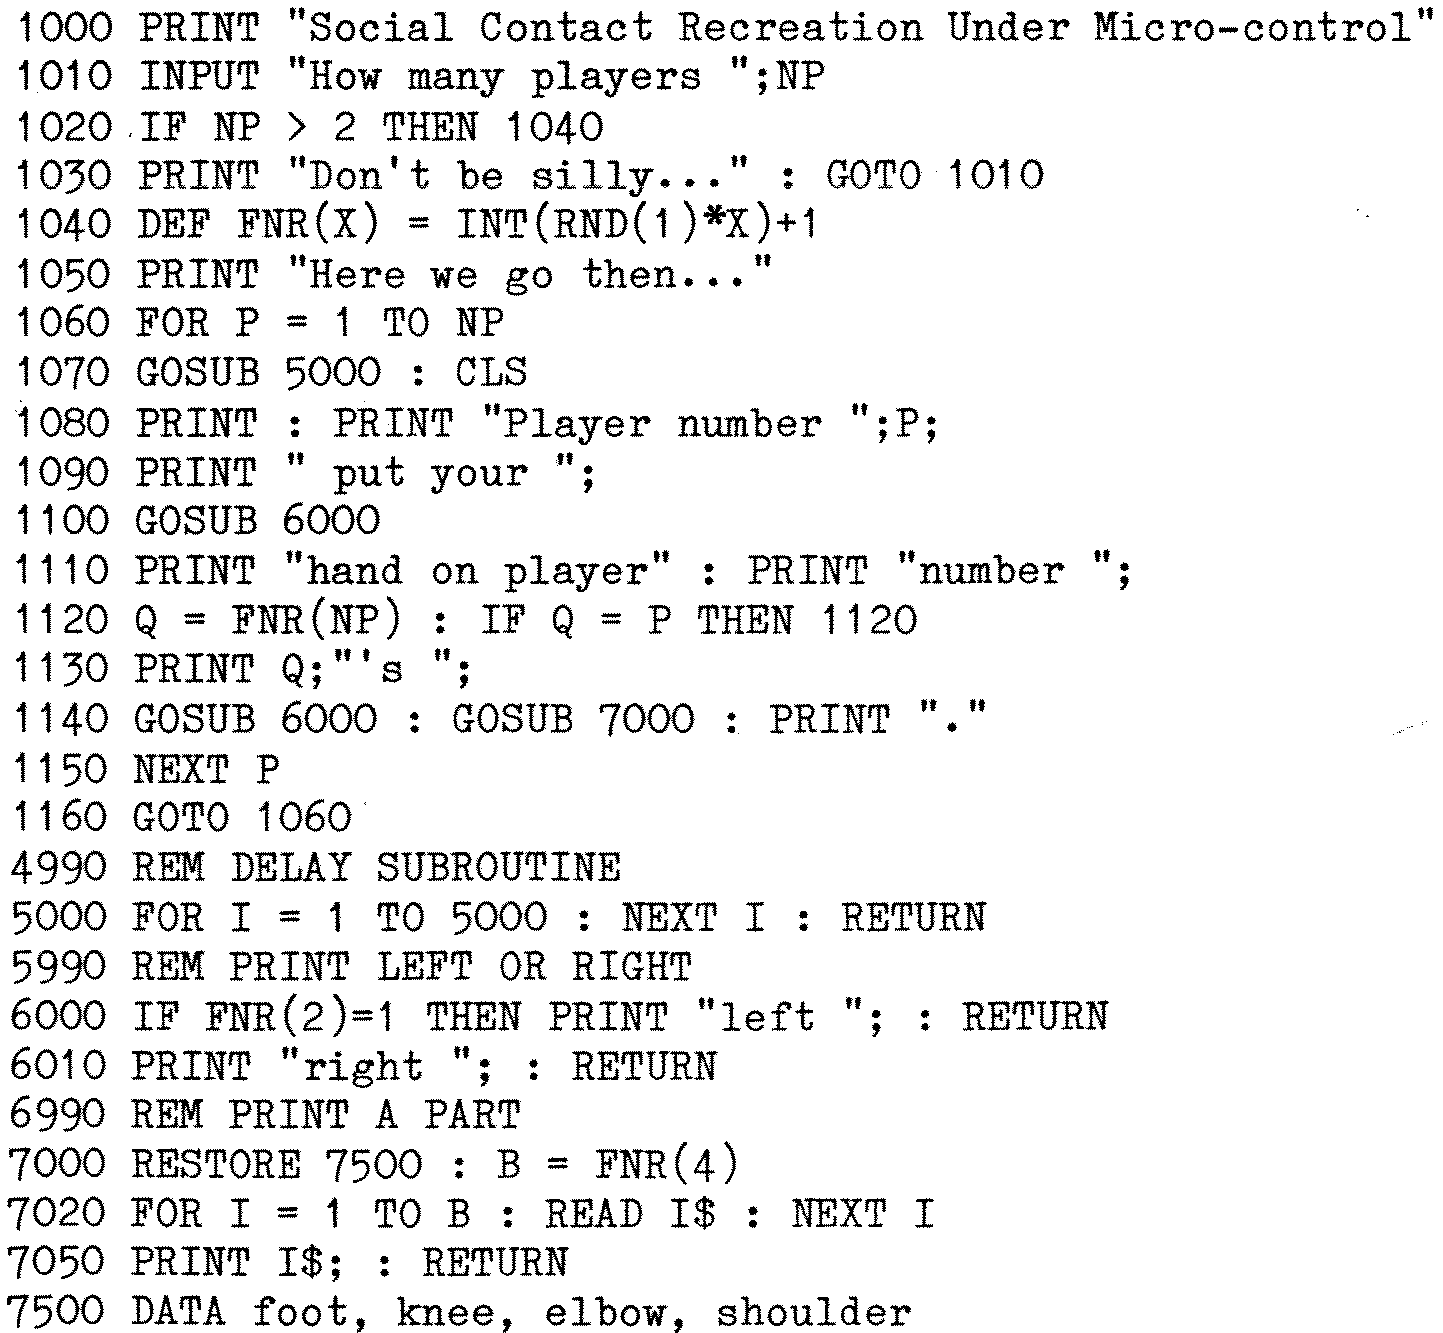 1000 PRINT "Social Contact Recreation Under Micro-control"
1010 INPUT "How many players ";NP
1020 IF NP > 2 THEN 1040
1030 PRINT "Don't be silly..." : GOTO 1010
1040 DEF FNR(X) = INT(RND(1)*X)+1
1050 PRINT "Here we go then..."
1060 FOR P = 1 TO NP
1070 GOSUB 5000 : CLS
1080 PRINT : PRINT "Player number ";P;
1090 PRINT " put your ";
1100 GOSUB 6000
1110 PRINT "hand on player" : PRINT "number ";
1120 Q = FNR(NP) : IF Q = P THEN 1120
1130 PRINT Q;"'s ";
1140 GOSUB 6000 : GOSUB 7000 : PRINT "."
1150 NEXT P
1160 GOTO 1060
4990 REM DELAY SUBROUTINE
5000 FOR I = 1 TO 5000 : NEXT I : RETURN
5990 REM PRINT LEFT OR RIGHT
6000 IF FNR(2)=1 THEN PRINT "left "; : RETURN
6010 PRINT "right "; : RETURN
6990 REM PRINT A PART
7000 RESTORE 7500 : B = FNR(4)
7020 FOR I = 1 TO B : READ I$ : NEXT I
7050 PRINT I$; : RETURN
7500 DATA foot, knee, elbow, shoulder